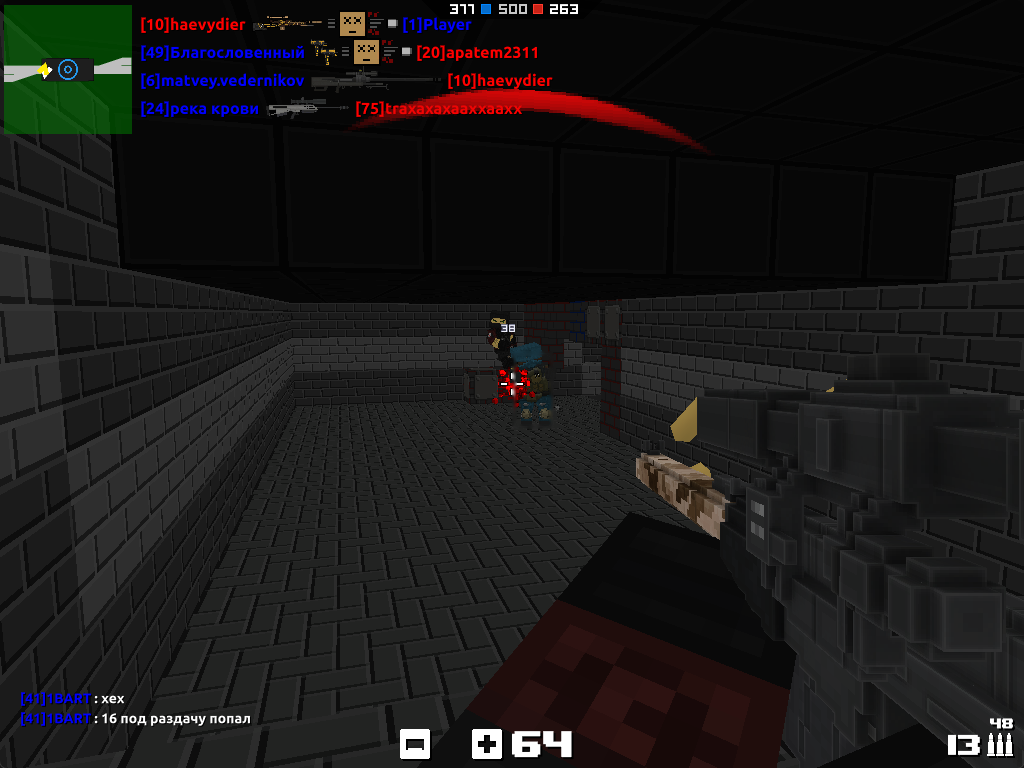 311 500 263
[10]haevydier [1]Player
[49]Благословенный [20]apatem2311
[6]matvey.vedernikov [10]haevydier
[24]река крови [75]traxaxaxaaxxaaxx
38
[41]1BART : хех
[41]1BART : 16 под раздачу попал
64
48
13